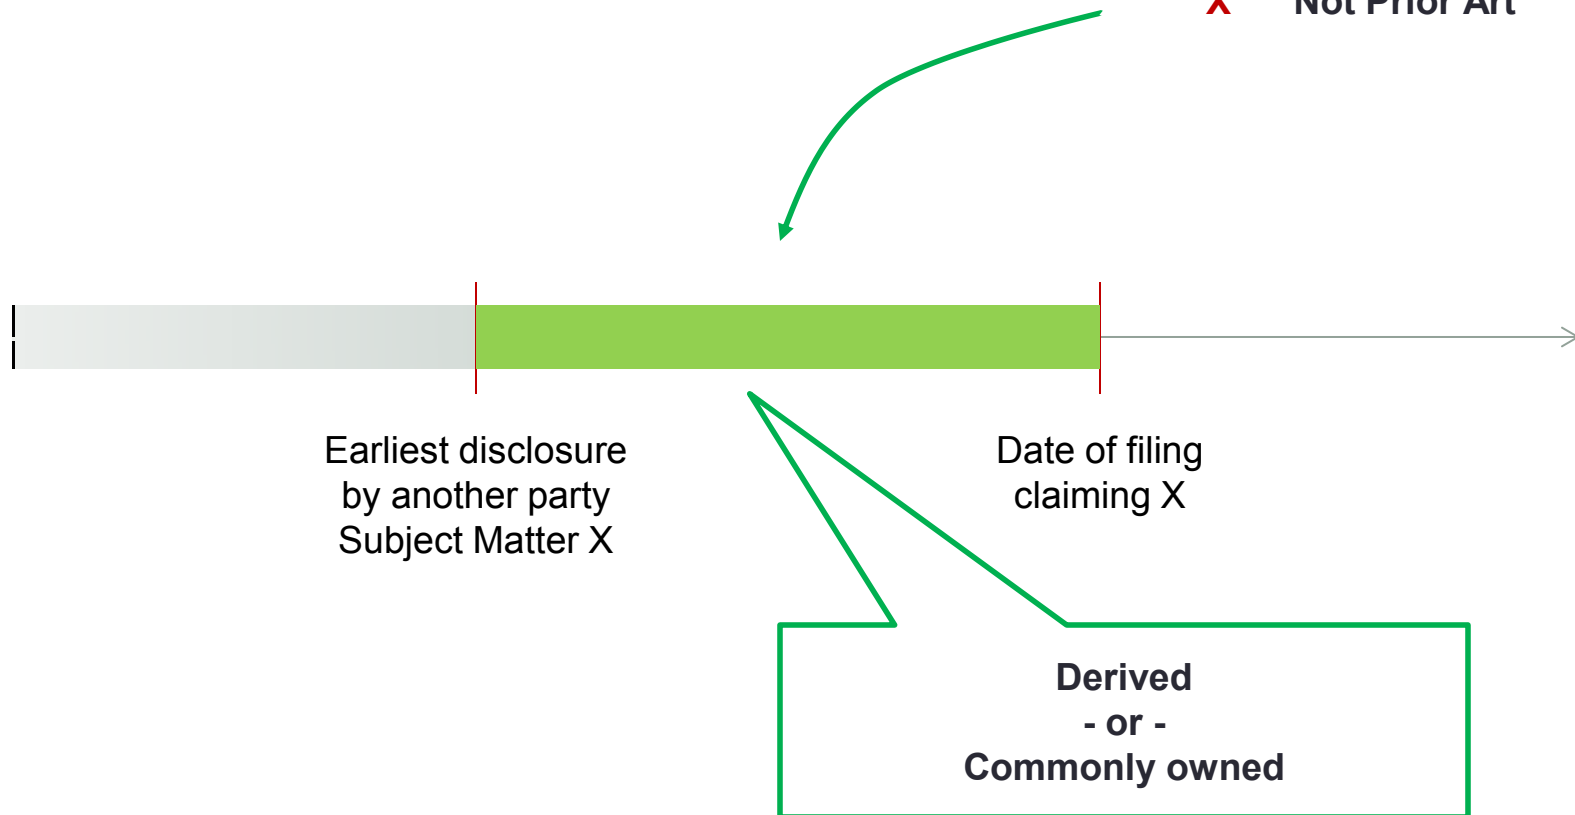 X Not Prior Art
Earliest disclosure
by another party
Subject Matter X
Date of filing
claiming X
Derived
- or -
Commonly owned